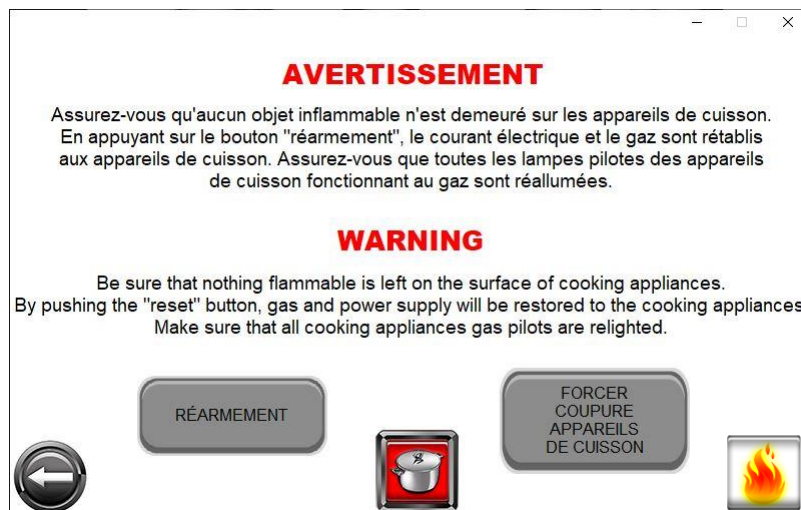 AVERTISSEMENT
Assurez-vous qu'aucun objet inflammable n'est demeuré sur les appareils de cuisson.
En appuyant sur le bouton "réarmement", le courant électrique et le gaz sont rétablis
aux appareils de cuisson. Assurez-vous que toutes les lampes pilotes des appareils
de cuisson fonctionnant au gaz sont réallumées.
WARNING
Be sure that nothing flammable is left on the surface of cooking appliances.
By pushing the "reset" button, gas and power supply will be restored to the cooking appliances
Make sure that all cooking appliances gas pilots are relighted.
RÉARMEMENT
FORCER
COUPURE
APPAREILS
DE CUISSON